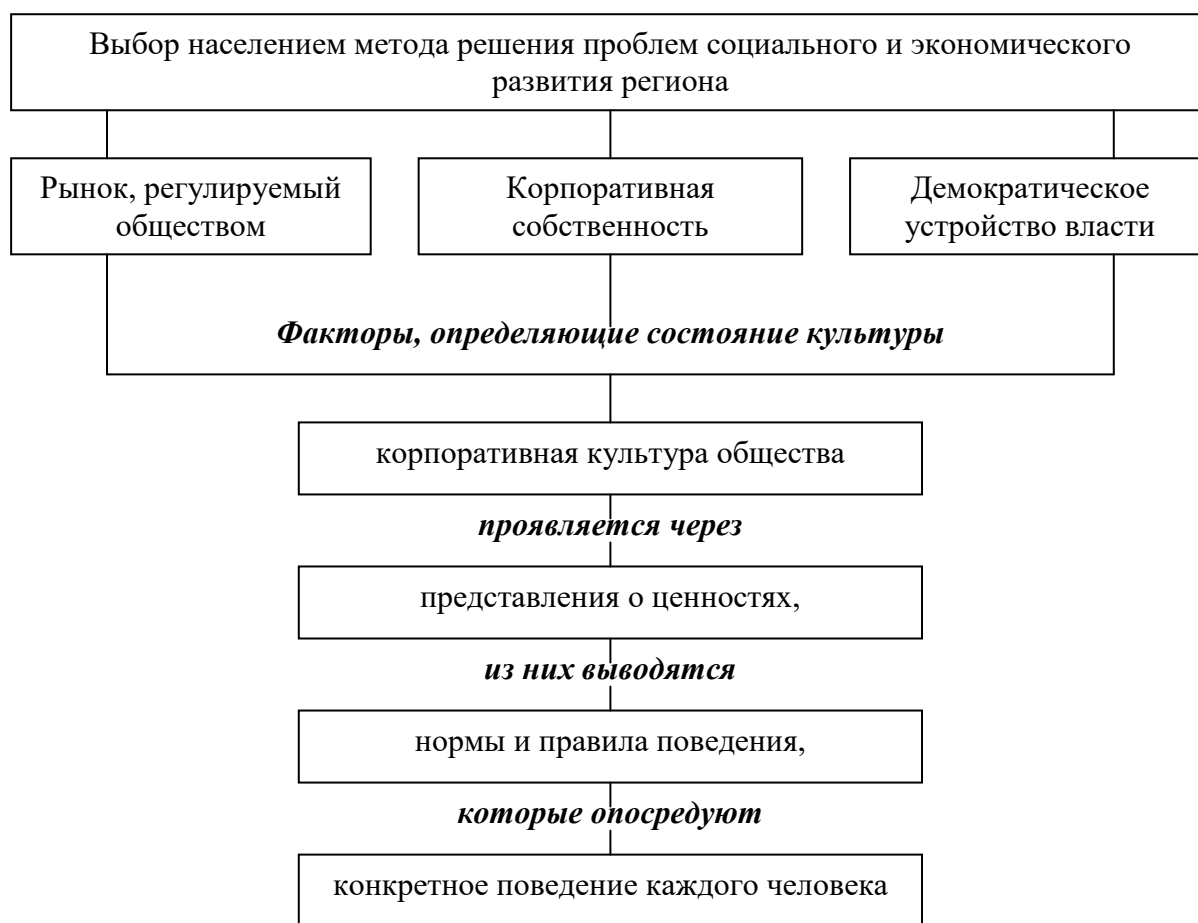 Выбор населением метода решения проблем социального и экономического
развития региона
Рынок, регулируемый
обществом
Корпоративная
собственность
Демократическое
устройство власти
Факторы, определяющие состояние культуры
корпоративная культура общества
проявляется через
представления о ценностях,
из них выводятся
нормы и правила поведения,
которые опосредуют
конкретное поведение каждого человека